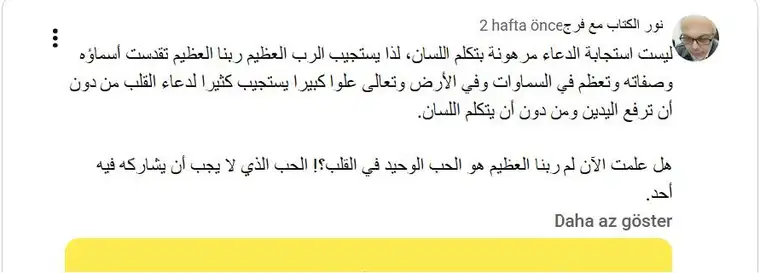 نور الكتاب مع فرج 2 hafta önce
ليست استجابة الدعاء مرهونة بتكلم اللسان، لذا يستجيب الرب العظيم ربنا العظيم تقدست أسماؤه
وصفاته وتعظم في السماوات وفي الأرض وتعالى علوا كبيرا يستجيب كثيرا لدعاء القلب من دون
أن ترفع اليدين ومن دون أن يتكلم اللسان.
هل علمت الآن لم ربنا العظيم هو الحب الوحيد في القلب؟! الحب الذي لا يجب أن يشاركه فيه
أحد.
Daha az göster